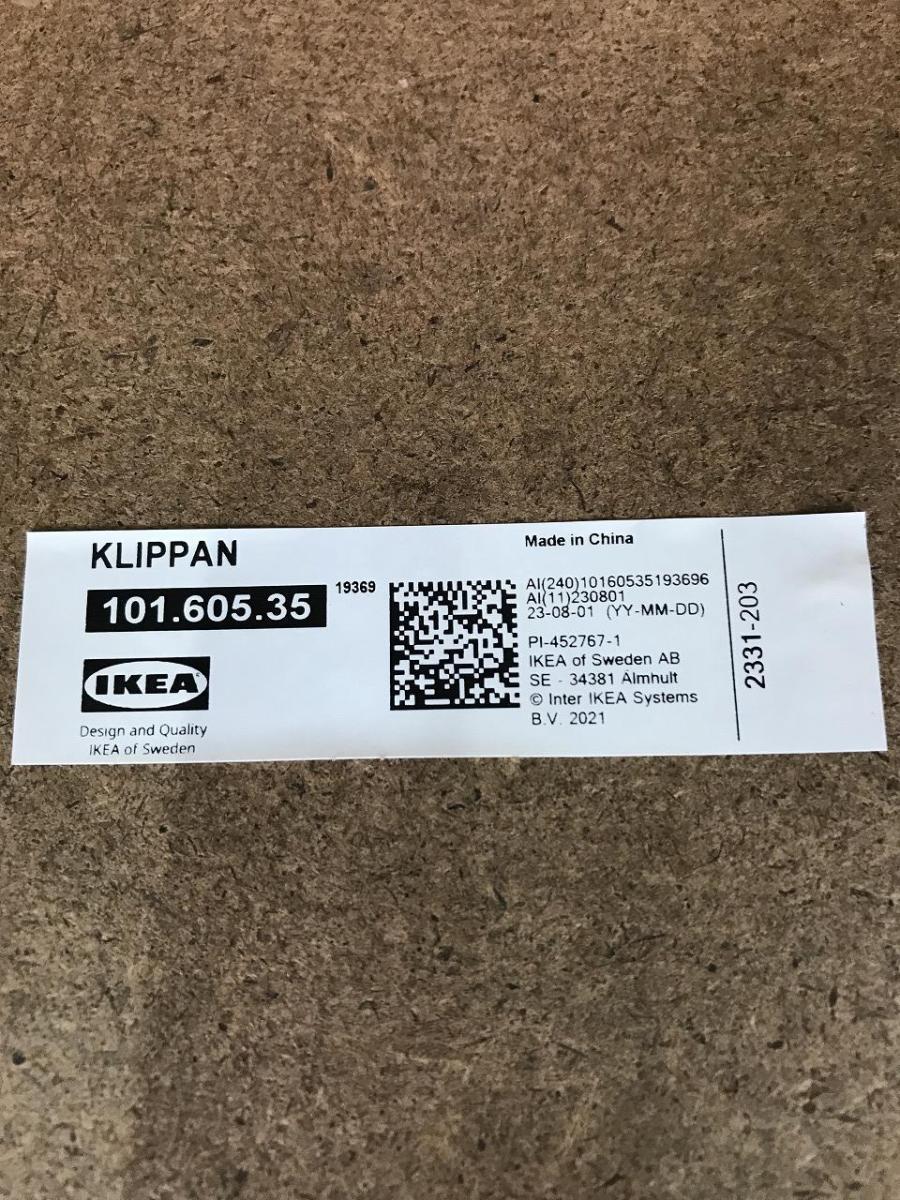 KLIPPAN
101.605.35
19369
IKEA
Design and Quality
IKEA of Sweden
Made in China
AI(240)10160535193696
AI(11)230801
23-08-01 (YY-MM-DD)
PI-452767-1
IKEA of Sweden AB
SE - 34381 Älmhult
© Inter IKEA Systems
B.V. 2021
2331-203